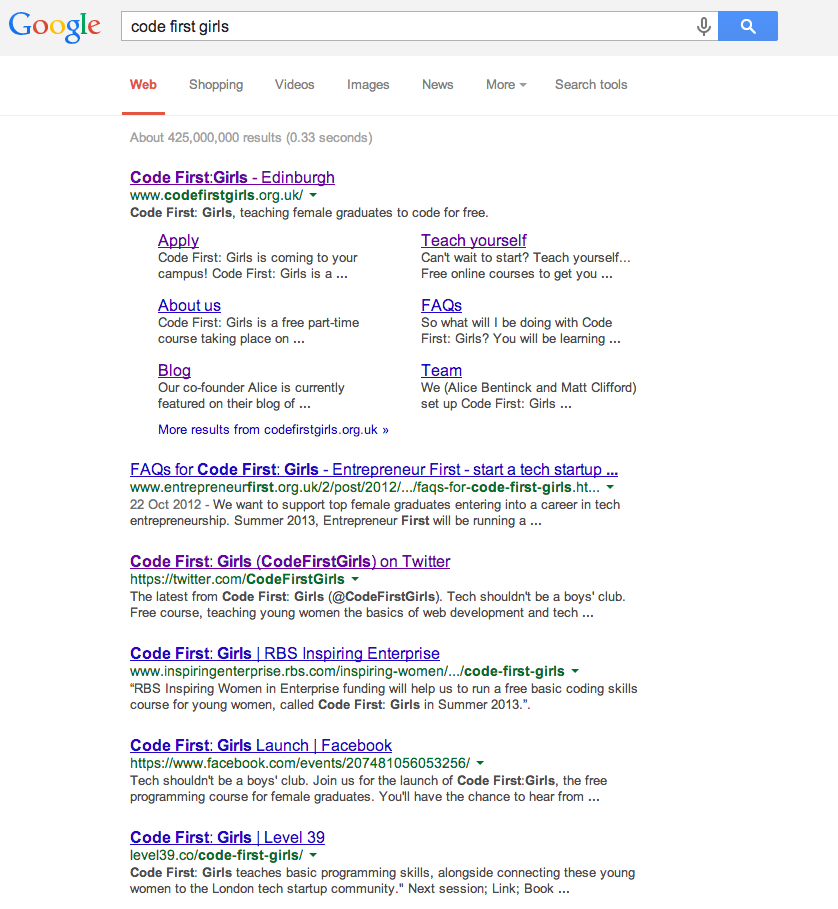 Google
code first girls
Web Shopping Videos Images News More Search tools
About 425,000,000 results (0.33 seconds)
Code First:Girls - Edinburgh
www.codefirstgirls.org.uk/
Code First: Girls, teaching female graduates to code for free.
Apply
Code First: Girls is coming to your
campus! Code First: Girls is a ...
Teach yourself
Can't wait to start? Teach yourself...
Free online courses to get you ...
About us
Code First: Girls is a free part-time
course taking place on ...
FAQs
So what will I be doing with Code
First: Girls? You will be learning ...
Blog
Our co-founder Alice is currently
featured on their blog of ...
Team
We (Alice Bentinck and Matt Clifford)
set up Code First: Girls ...
More results from codefirstgirls.org.uk »
FAQs for Code First: Girls - Entrepreneur First - start a tech startup ...
www.entrepreneurfirst.org.uk/2/post/2012/.../faqs-for-code-first-girls.ht...
22 Oct 2012 - We want to support top female graduates entering into a career in tech
entrepreneurship. Summer 2013, Entrepreneur First will be running a ...
Code First: Girls (CodeFirstGirls) on Twitter
https://twitter.com/CodeFirstGirls
The latest from Code First: Girls (@CodeFirstGirls). Tech shouldn't be a boys' club.
Free course, teaching young women the basics of web development and tech ...
Code First: Girls | RBS Inspiring Enterprise
www.inspiringenterprise.rbs.com/inspiring-women/.../code-first-girls
“RBS Inspiring Women in Enterprise funding will help us to run a free basic coding skills
course for young women, called Code First: Girls in Summer 2013.”.
Code First: Girls Launch | Facebook
https://www.facebook.com/events/207481056053256/
Tech shouldn't be a boys' club. Join us for the launch of Code First:Girls, the free
programming course for female graduates. You'll have the chance to hear from ...
Code First: Girls | Level 39
level39.co/code-first-girls/
Code First: Girls teaches basic programming skills, alongside connecting these young
women to the London tech startup community." Next session; Link; Book ...